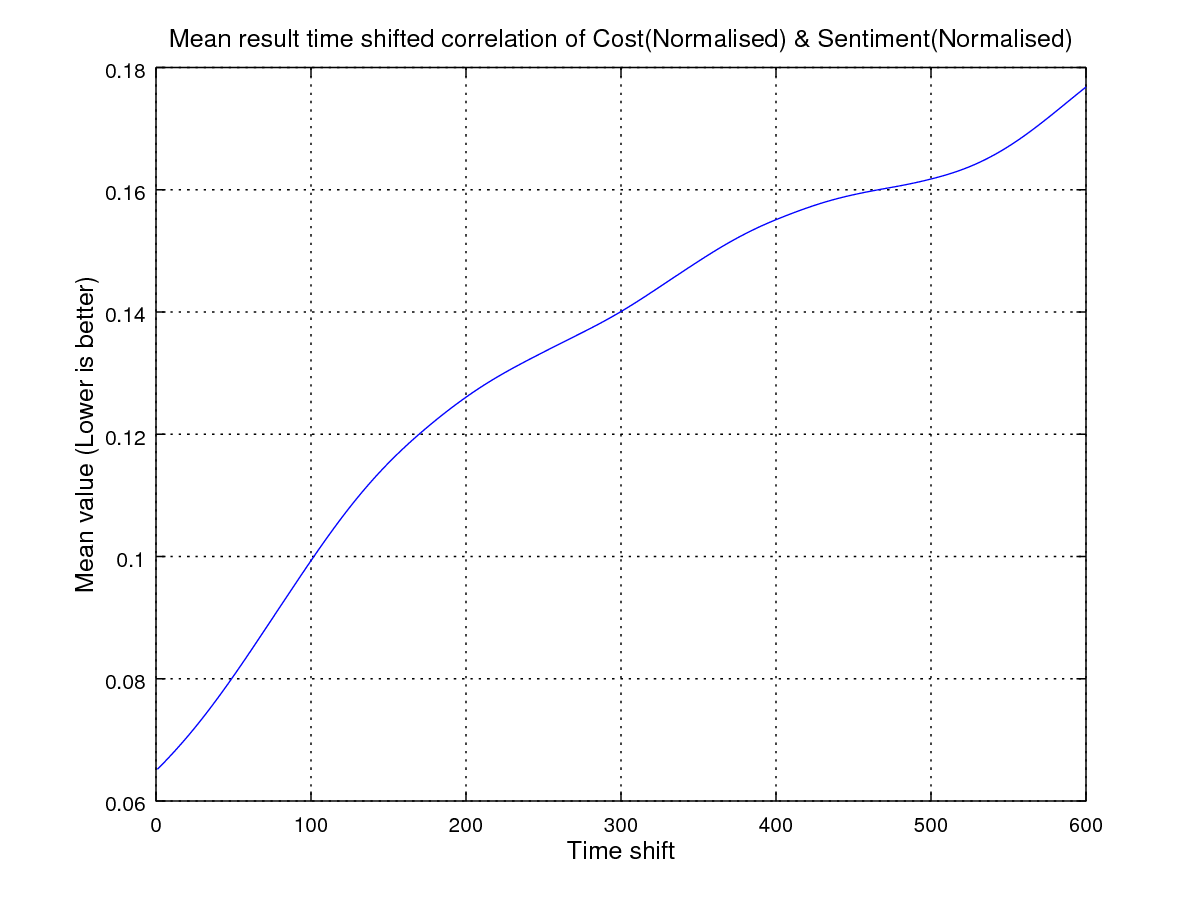 Mean result time shifted correlation of Cost(Normalised) & Sentiment(Normalised)
0.18
0.16
0.14
0.12
0.1
0.08
0.06
Mean value (Lower is better)
0 100 200 300 400 500 600
Time shift